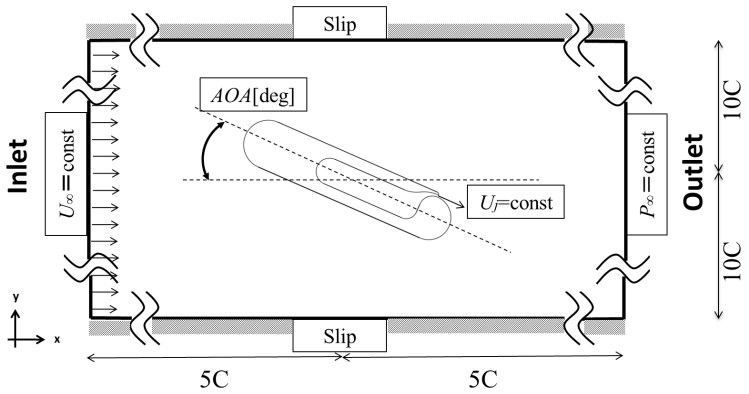 Slip
AOA[deg]
10C
Inlet
U∞=const
Uj=const
P∞=const
Outlet
10C
y
x
Slip
5C
5C